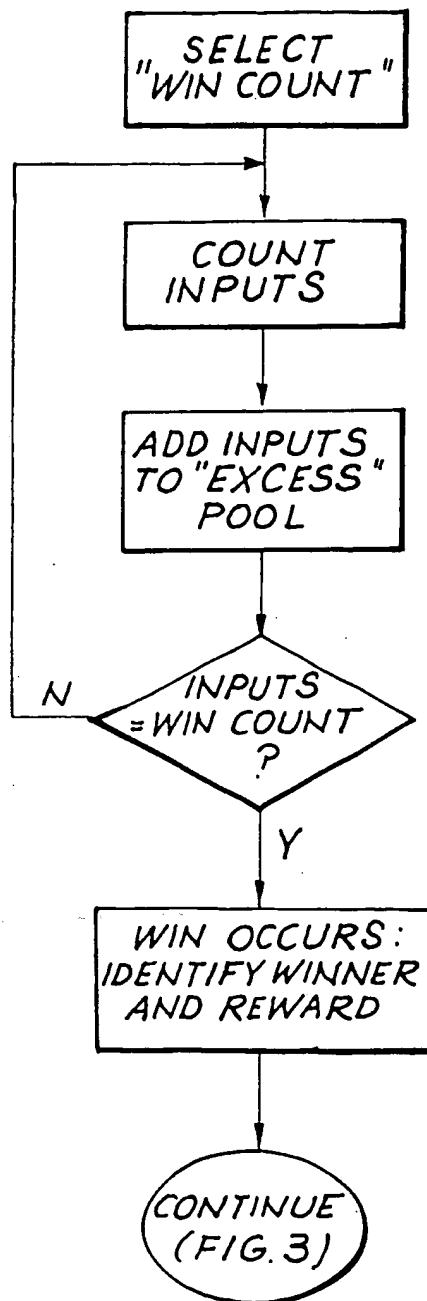 SELECT
"WIN COUNT"
COUNT
INPUTS
ADD INPUTS
TO "EXCESS"
POOL
INPUTS
= WIN COUNT
?
N
Y
WIN OCCURS:
IDENTIFY WINNER
AND REWARD
CONTINUE
(FIG. 3)